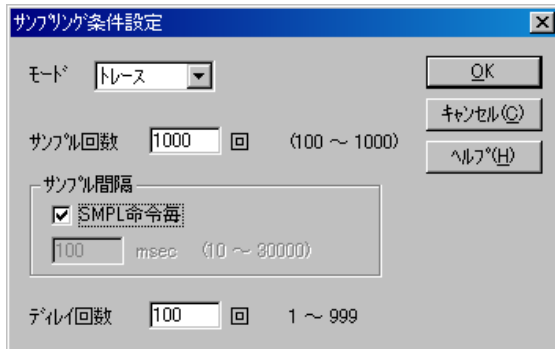 ｻﾝﾌﾟﾘﾝｸﾞ条件設定
ﾓｰﾄﾞ ﾄﾚｰｽ OK
ｷｬﾝｾﾙ(C)
ｻﾝﾌﾟﾙ回数 1000 回 (100 ～ 1000)
ﾍﾙﾌﾟ(H)
ｻﾝﾌﾟﾙ間隔
SMPL命令毎
100 msec (10 ～ 30000)
ﾃﾞｨﾚｲ回数 100 回 1 ～ 999